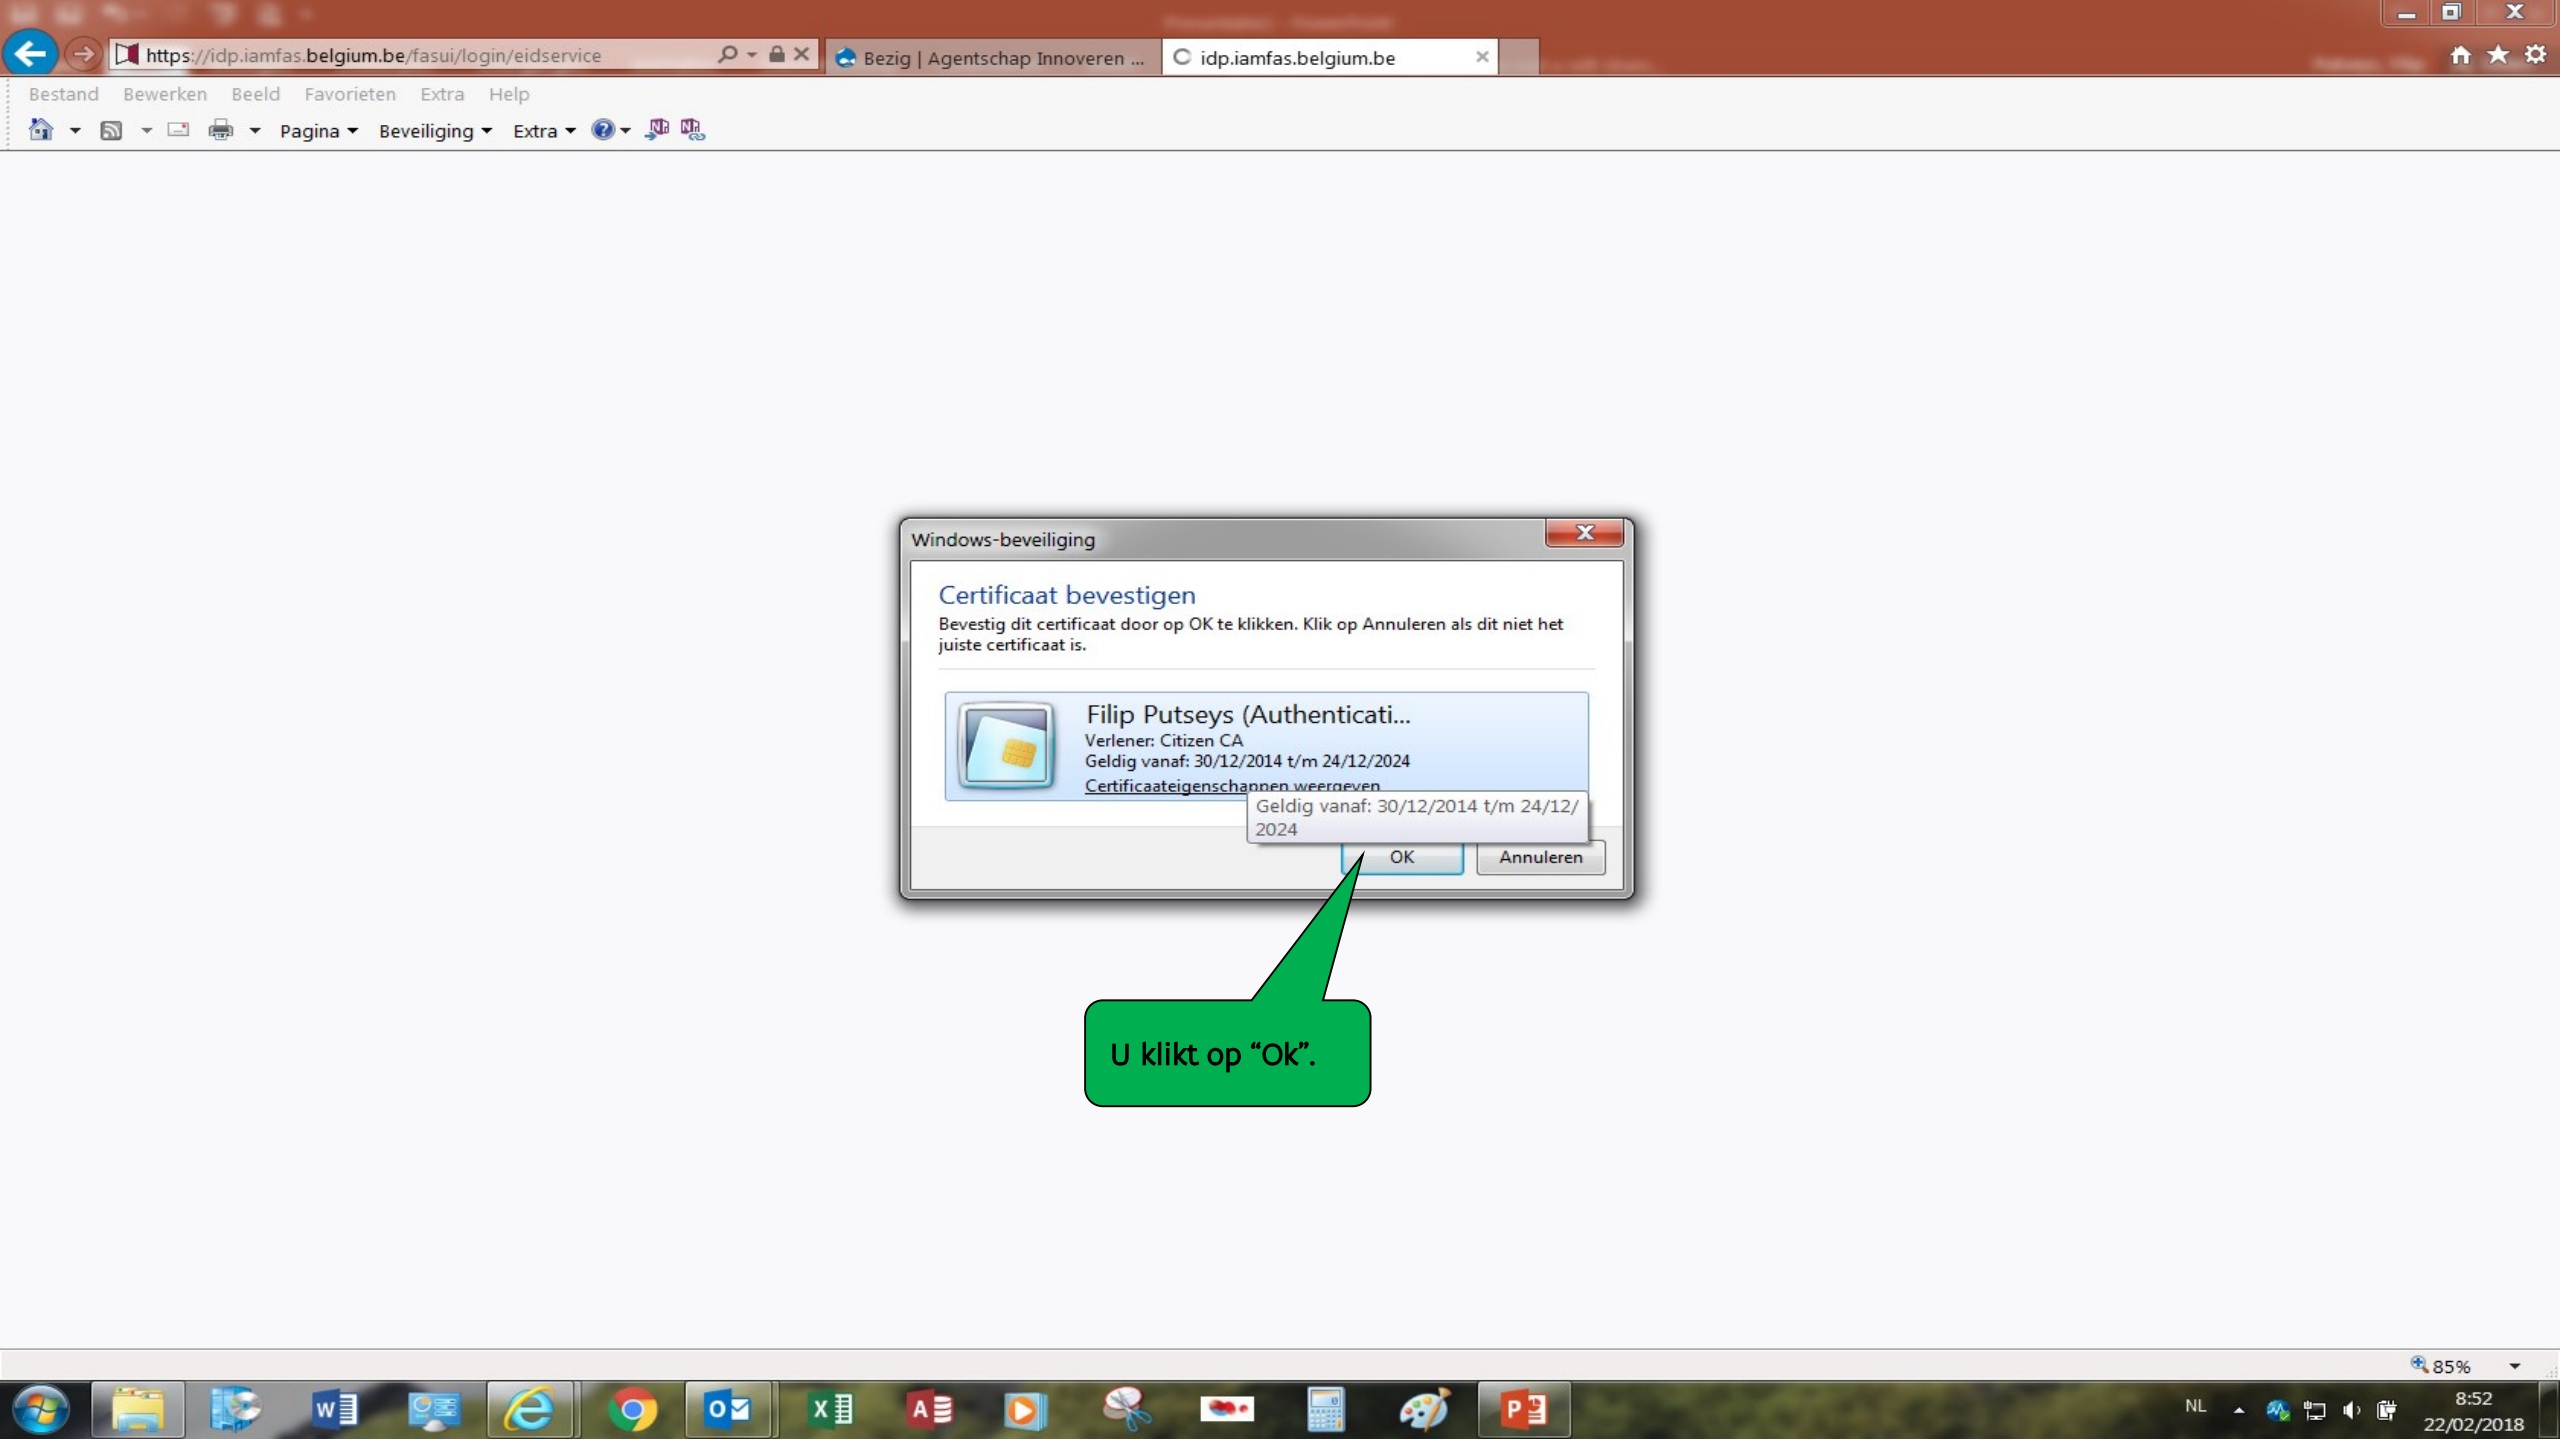 https://idp.iamfas.belgium.be/fasui/login/eidservice
Bezig | Agentschap Innoveren ...
idp.iamfas.belgium.be
Bestand Bewerken Beeld Favorieten Extra Help
Pagina Beveiliging Extra
Windows-beveiliging
Certificaat bevestigen
Bevestig dit certificaat door op OK te klikken. Klik op Annuleren als dit niet het
juiste certificaat is.
Filip Putseys (Authenticati...
Verlener: Citizen CA
Geldig vanaf: 30/12/2014 t/m 24/12/2024
Certificaateigenschappen weergeven
Geldig vanaf: 30/12/2014 t/m 24/12/
2024
OK Annuleren
U klikt op “Ok”.
85%
NL
8:52
22/02/2018